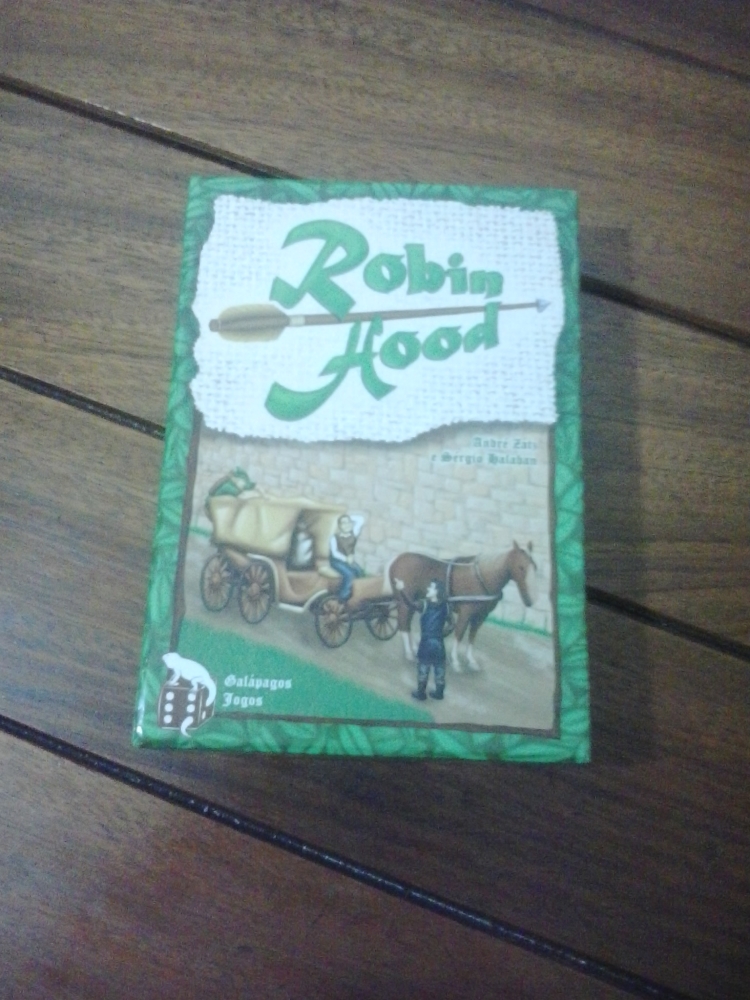 Robin
Hood
André Zatz
e Sergio Halaban
Galápagos
Jogos